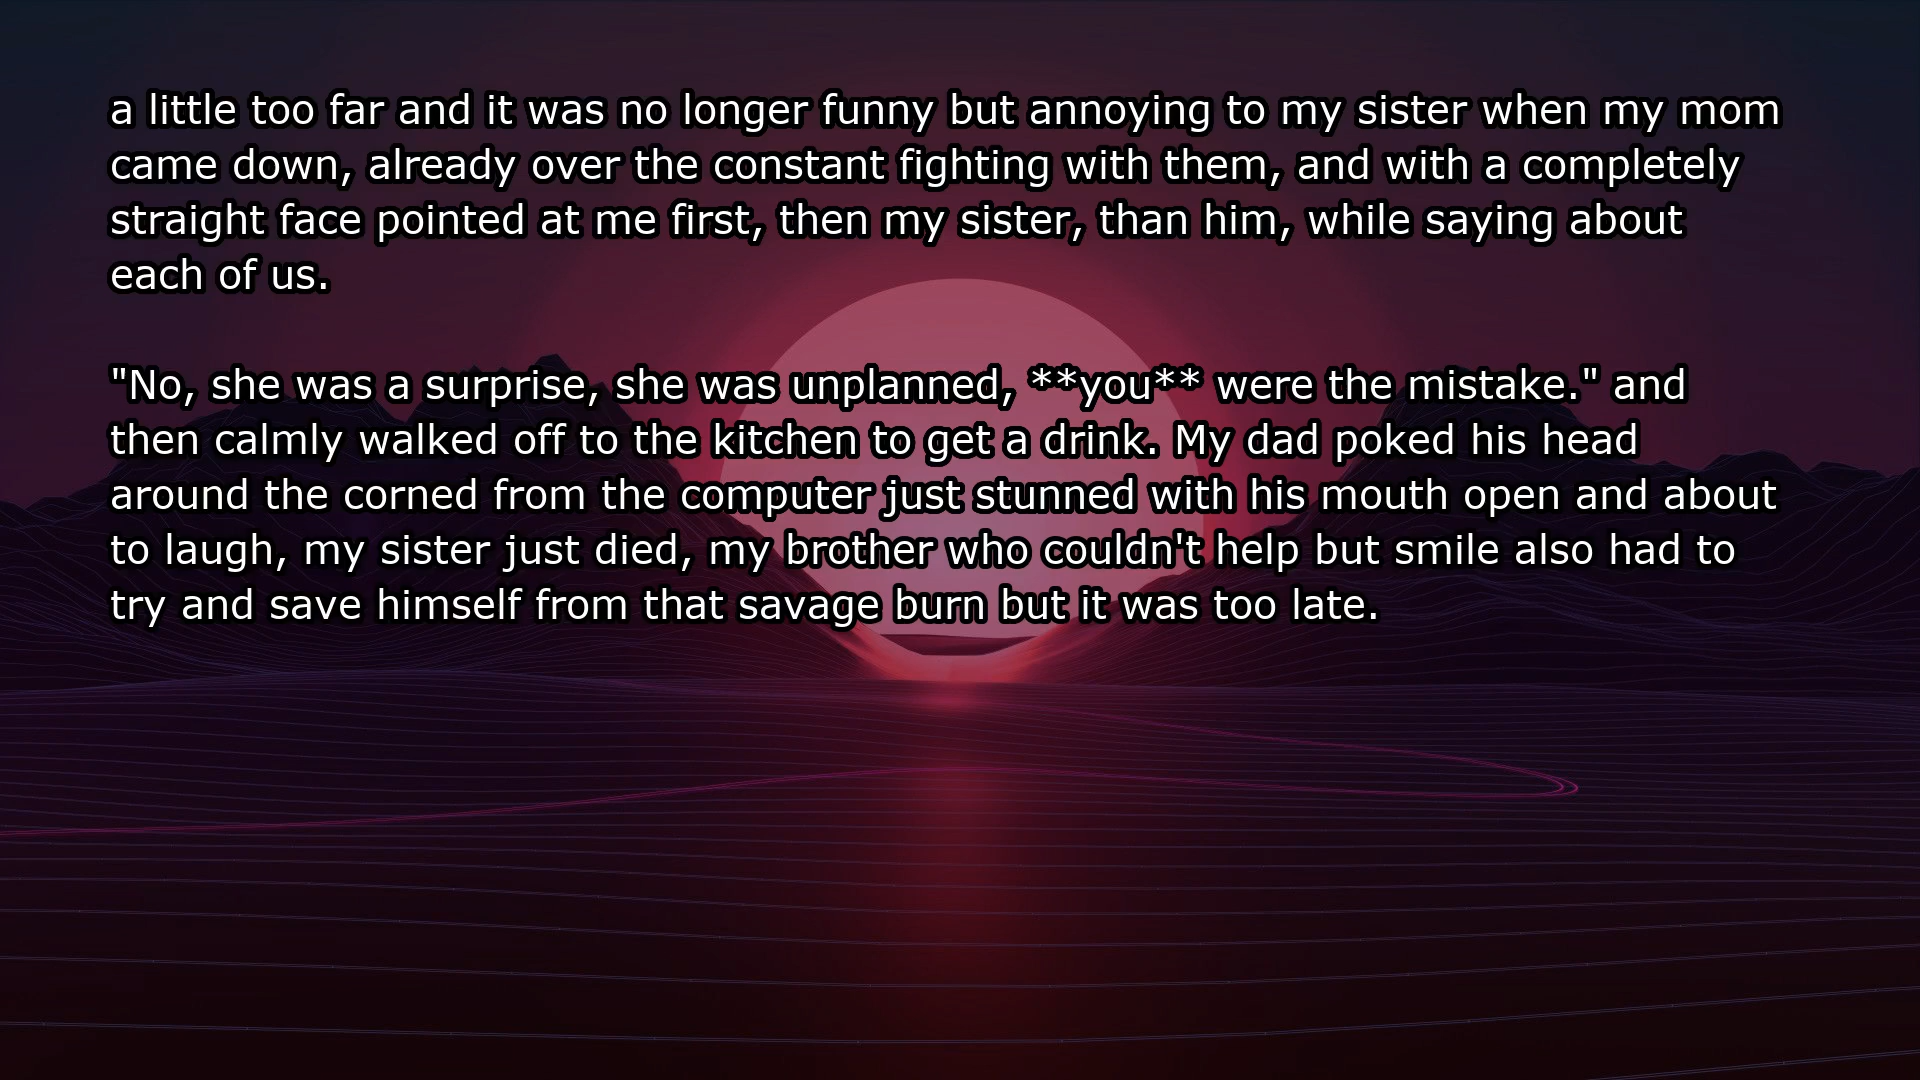 a little too far and it was no longer funny but annoying to my sister when my mom
came down, already over the constant fighting with them, and with a completely
straight face pointed at me first, then my sister, than him, while saying about
each of us.
"No, she was a surprise, she was unplanned, **you** were the mistake." and
then calmly walked off to the kitchen to get a drink. My dad poked his head
around the corned from the computer just stunned with his mouth open and about
to laugh, my sister just died, my brother who couldn't help but smile also had to
try and save himself from that savage burn but it was too late.